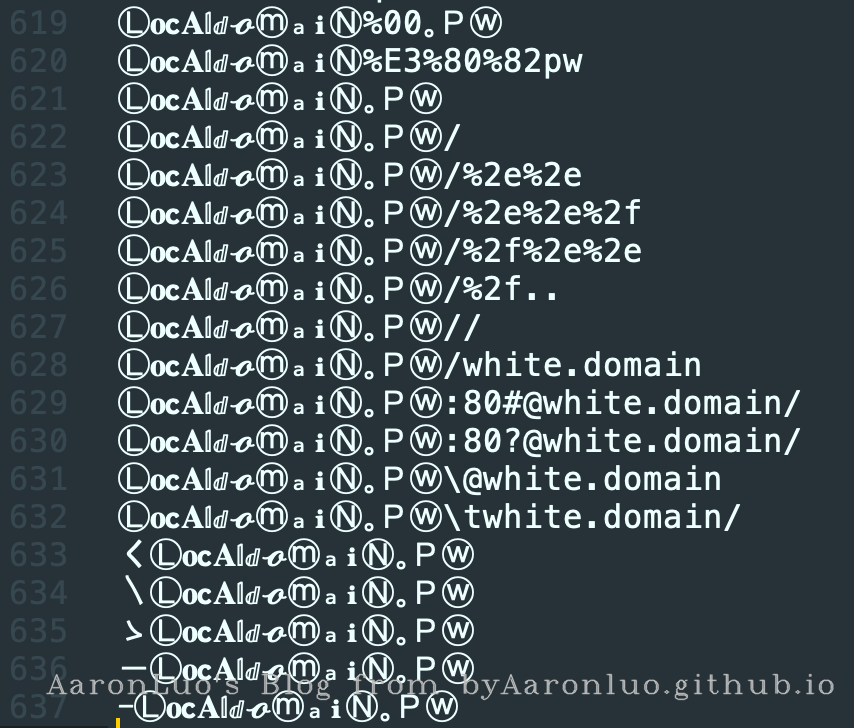 619 ⓁocAl𝕕ℴⓜₐiⓃ%00。Pⓦ
620 Ⓛ𝐨𝐜𝐀𝕝𝕕ℴⓜₐ𝐢Ⓝ%E3%80%82pw
621 Ⓛ𝐨𝐜𝐀𝕝𝕕ℴⓜₐ𝐢Ⓝ。Pⓦ
622 Ⓛ𝐨𝐜𝐀𝕝𝕕ℴⓜₐ𝐢Ⓝ。Pⓦ/
623 Ⓛ𝐨𝐜𝐀𝕝𝕕ℴⓜₐ𝐢Ⓝ。Pⓦ/%2e%2e
624 Ⓛ𝐨𝐜𝐀𝕝𝕕ℴⓜₐ𝐢Ⓝ。Pⓦ/%2e%2e%2f
625 Ⓛ𝐨𝐜𝐀𝕝𝕕ℴⓜₐ𝐢Ⓝ。Pⓦ/%2f%2e%2e
626 Ⓛ𝐨𝐜𝐀𝕝𝕕ℴⓜₐ𝐢Ⓝ。Pⓦ/%2f..
627 Ⓛ𝐨𝐜𝐀𝕝𝕕ℴⓜₐ𝐢Ⓝ。Pⓦ//
628 Ⓛ𝐨𝐜𝐀𝕝𝕕ℴⓜₐ𝐢Ⓝ。Pⓦ/white.domain
629 Ⓛ𝐨𝐜𝐀𝕝𝕕ℴⓜₐ𝐢Ⓝ。Pⓦ:80#@white.domain/
630 Ⓛ𝐨𝐜𝐀𝕝𝕕ℴⓜₐ𝐢Ⓝ。Pⓦ:80?@white.domain/
631 Ⓛ𝐨𝐜𝐀𝕝𝕕ℴⓜₐ𝐢Ⓝ。Pⓦ\@white.domain
632 Ⓛ𝐨𝐜𝐀𝕝𝕕ℴⓜₐ𝐢Ⓝ。Pⓦ\twhite.domain/
633 ㇛Ⓛ𝐨𝐜𝐀𝕝𝕕ℴⓜₐ𝐢Ⓝ。Pⓦ
634 ㇔Ⓛ𝐨𝐜𝐀𝕝𝕕ℴⓜₐ𝐢Ⓝ。Pⓦ
635 ㇊Ⓛ𝐨𝐜𝐀𝕝𝕕ℴⓜₐ𝐢Ⓝ。Pⓦ
636 ㇐Ⓛ𝐨𝐜𝐀𝕝𝕕ℴⓜₐ𝐢Ⓝ。Pⓦ
637 -Ⓛ𝐨𝐜𝐀𝕝𝕕ℴⓜₐ𝐢Ⓝ。Pⓦ
AaronLuo's Blog from byAaronluo.github.io